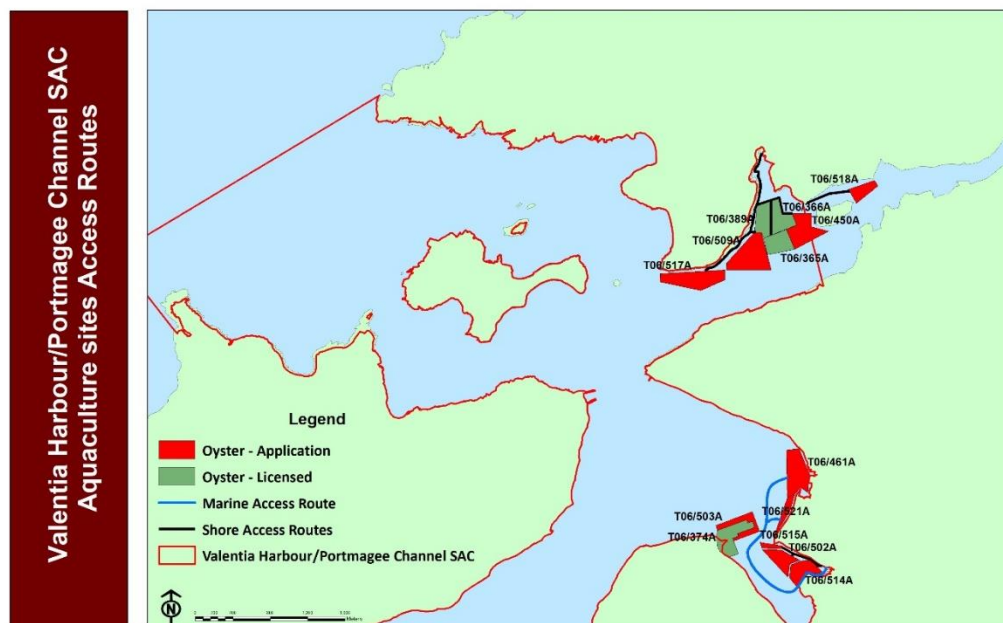 Valentia Harbour/Portmagee Channel SAC
Aquaculture sites Access Routes
T06/518A
T06/366A
T06/389A
T06/450A
T06/509A
T06/365A
T06/517A
Legend
Oyster - Application
Oyster - Licensed
Marine Access Route
Shore Access Routes
Valentia Harbour/Portmagee Channel SAC
T06/461A
T06/503A
T06/521A
T06/374A
T06/515A
T06/502A
T06/514A
N
Meters